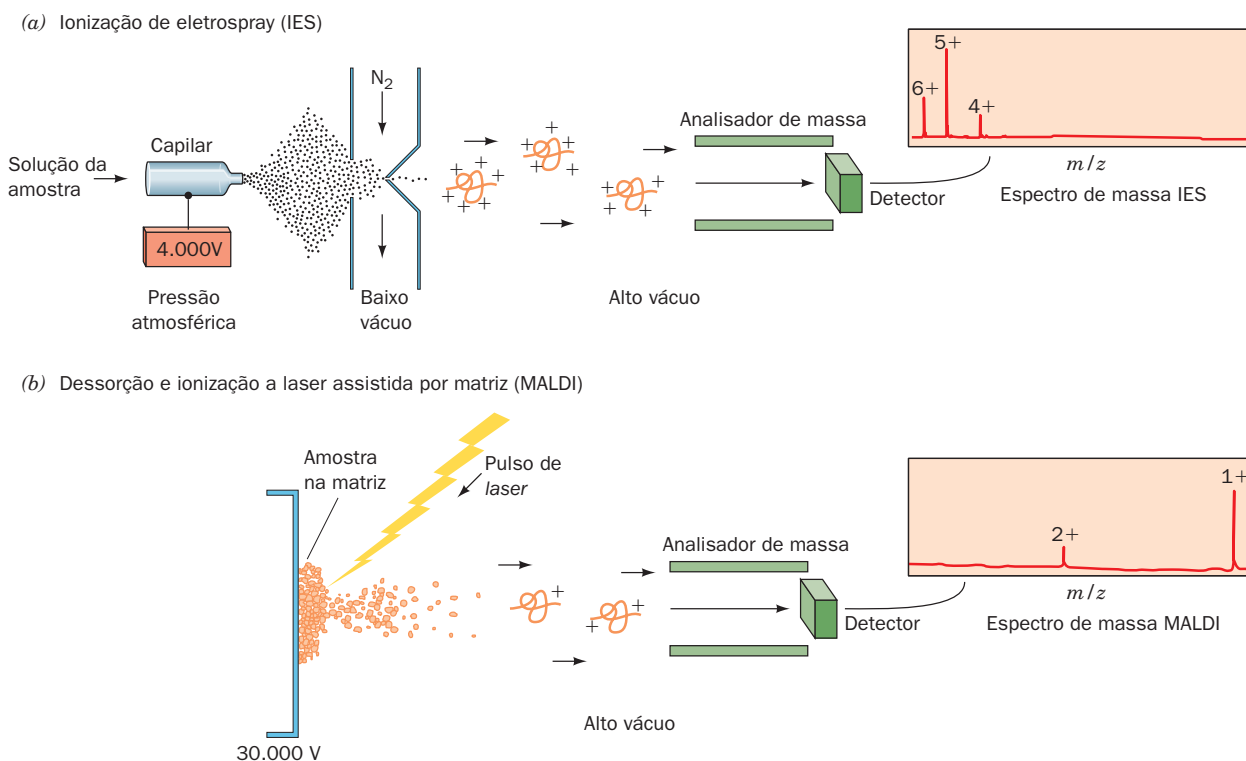 (a) Ionização de eletrospray (IES)
N2
Solução da
amostra
Capilar
4.000V
Pressão
atmosférica
Baixo
vácuo
+ + + + + +
+ + + + +
+ + + +
Alto vácuo
Analisador de massa
Detector
6+
5+
4+
m/z
Espectro de massa IES
(b) Dessorção e ionização a laser assistida por matriz (MALDI)
Amostra
na matriz
Pulso de
laser
30.000 V
+
+ +
Alto vácuo
Analisador de massa
Detector
2+
1+
m/z
Espectro de massa MALDI